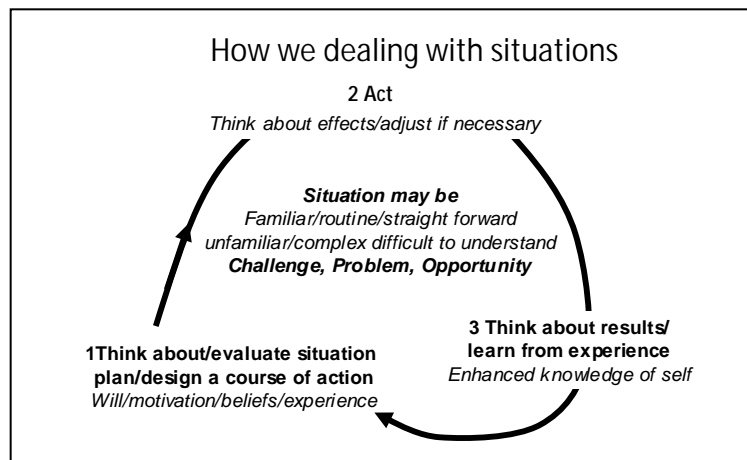 How we dealing with situations
2 Act
Think about effects/adjust if necessary
Situation may be
Familiar/routine/straight forward
unfamiliar/complex difficult to understand
Challenge, Problem, Opportunity
1Think about/evaluate situation
plan/design a course of action
Will/motivation/beliefs/experience
3 Think about results/
learn from experience
Enhanced knowledge of self